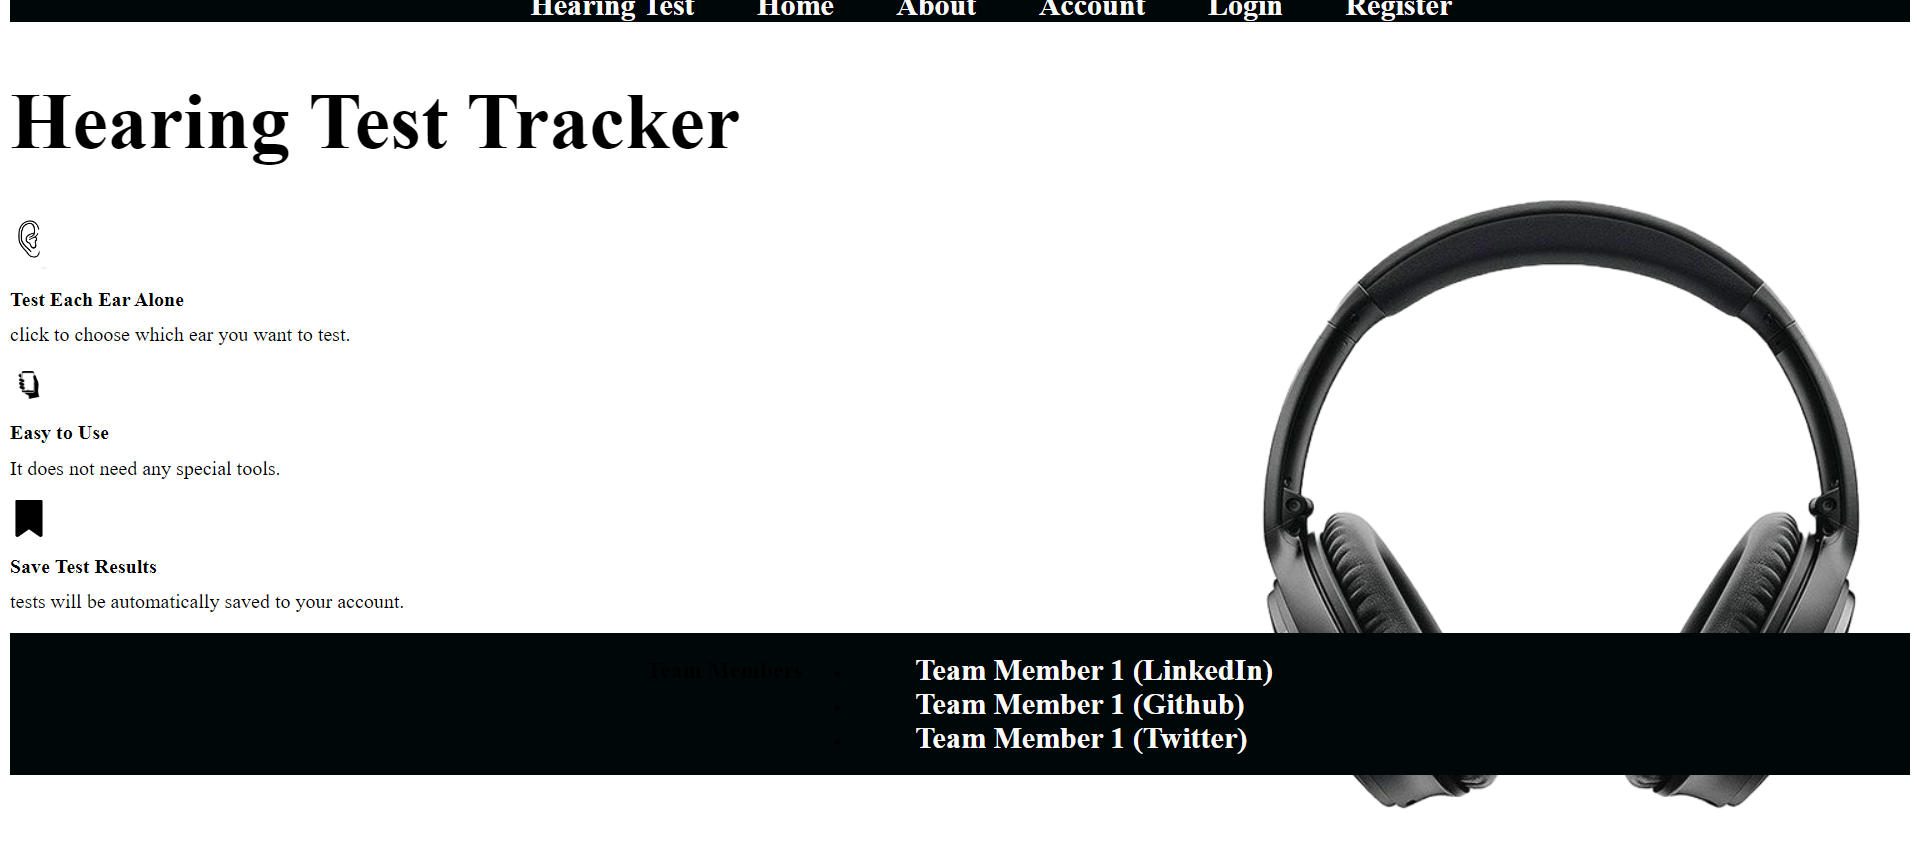 Hearing Test Home About Account Login Register
Hearing Test Tracker
Test Each Ear Alone
click to choose which ear you want to test.
Easy to Use
It does not need any special tools.
Save Test Results
tests will be automatically saved to your account.
Team Members
Team Member 1 (LinkedIn)
Team Member 1 (Github)
Team Member 1 (Twitter)